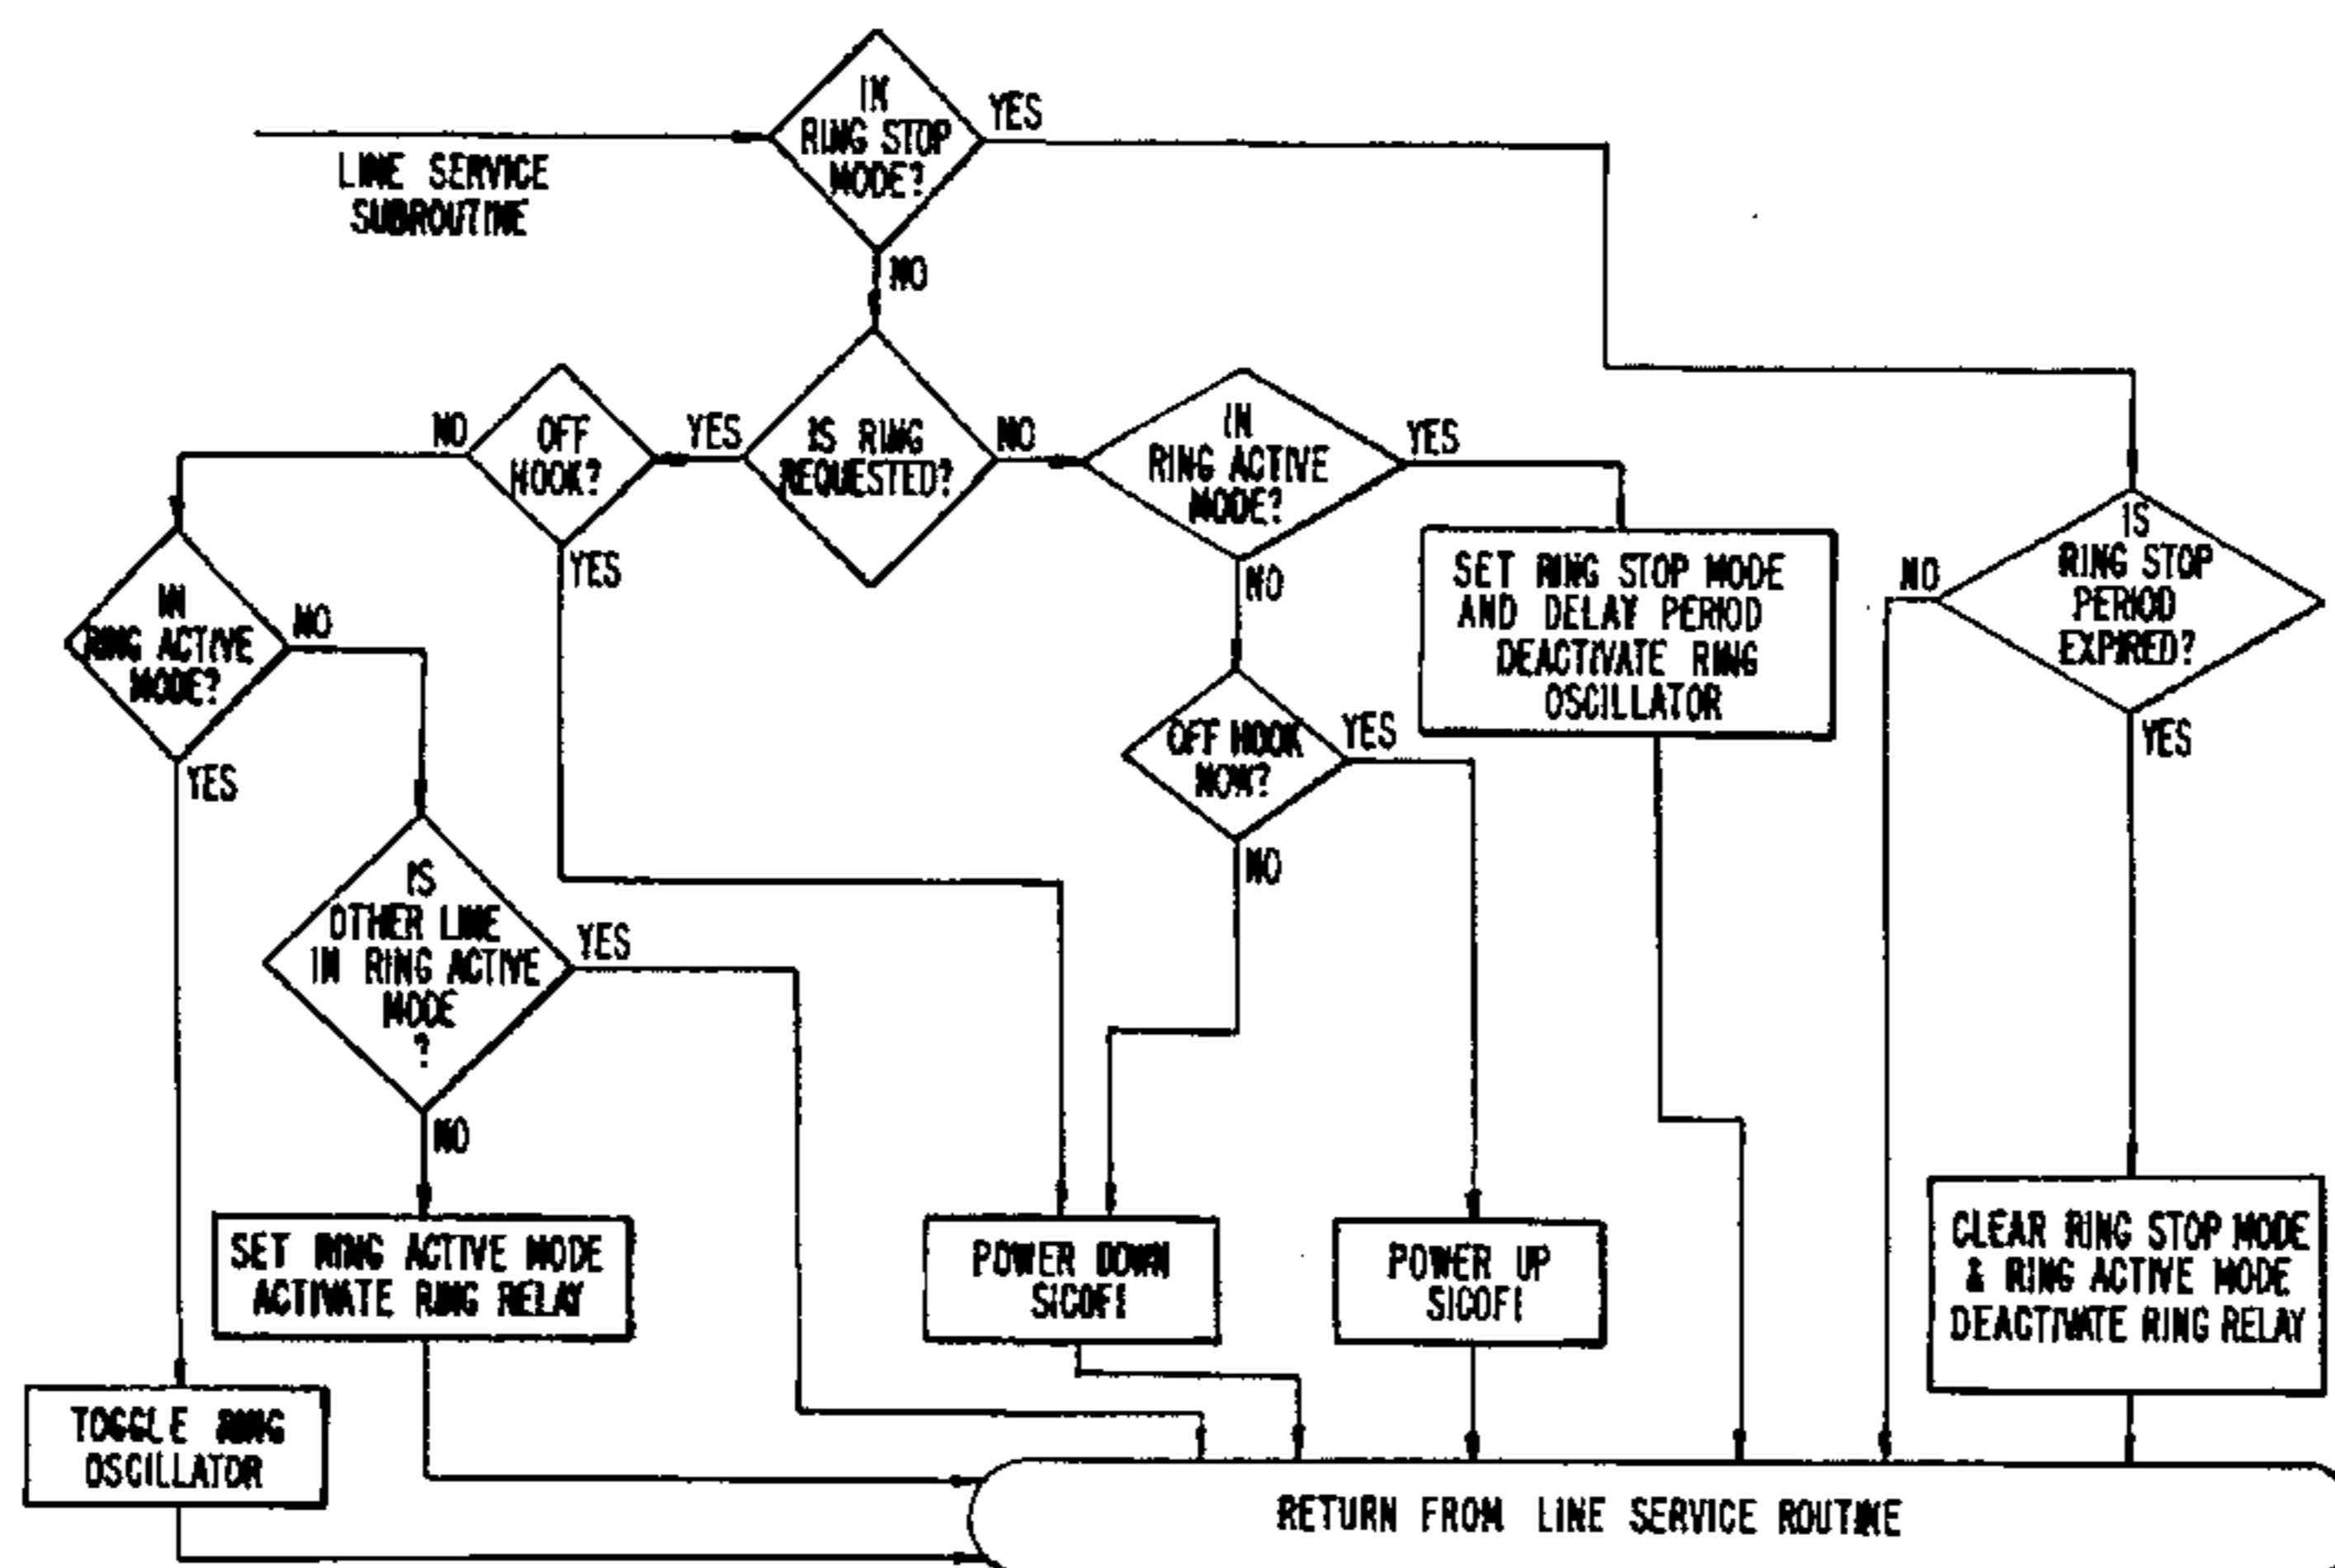 IN
RING STOP
MODE?
YES
LINE SERVICE
SUBROUTINE
NO
NO
OFF
HOOK?
YES
YES
IS RING
REQUESTED?
NO
IN
RING ACTIVE
MODE?
YES
NO
SET RING STOP MODE
AND DELAY PERIOD
DEACTIVATE RING
OSCILLATOR
NO
IS
RING STOP
PERIOD
EXPIRED?
YES
IN
RING ACTIVE
MODE?
NO
YES
OFF HOOK
NOW?
YES
NO
IS
OTHER LINE
IN RING ACTIVE
MODE
?
YES
NO
SET RING ACTIVE MODE
ACTIVATE RING RELAY
POWER DOWN
SICOFI
POWER UP
SICOFI
CLEAR RING STOP MODE
& RING ACTIVE MODE
DEACTIVATE RING RELAY
TOGGLE RING
OSCILLATOR
RETURN FROM LINE SERVICE ROUTINE